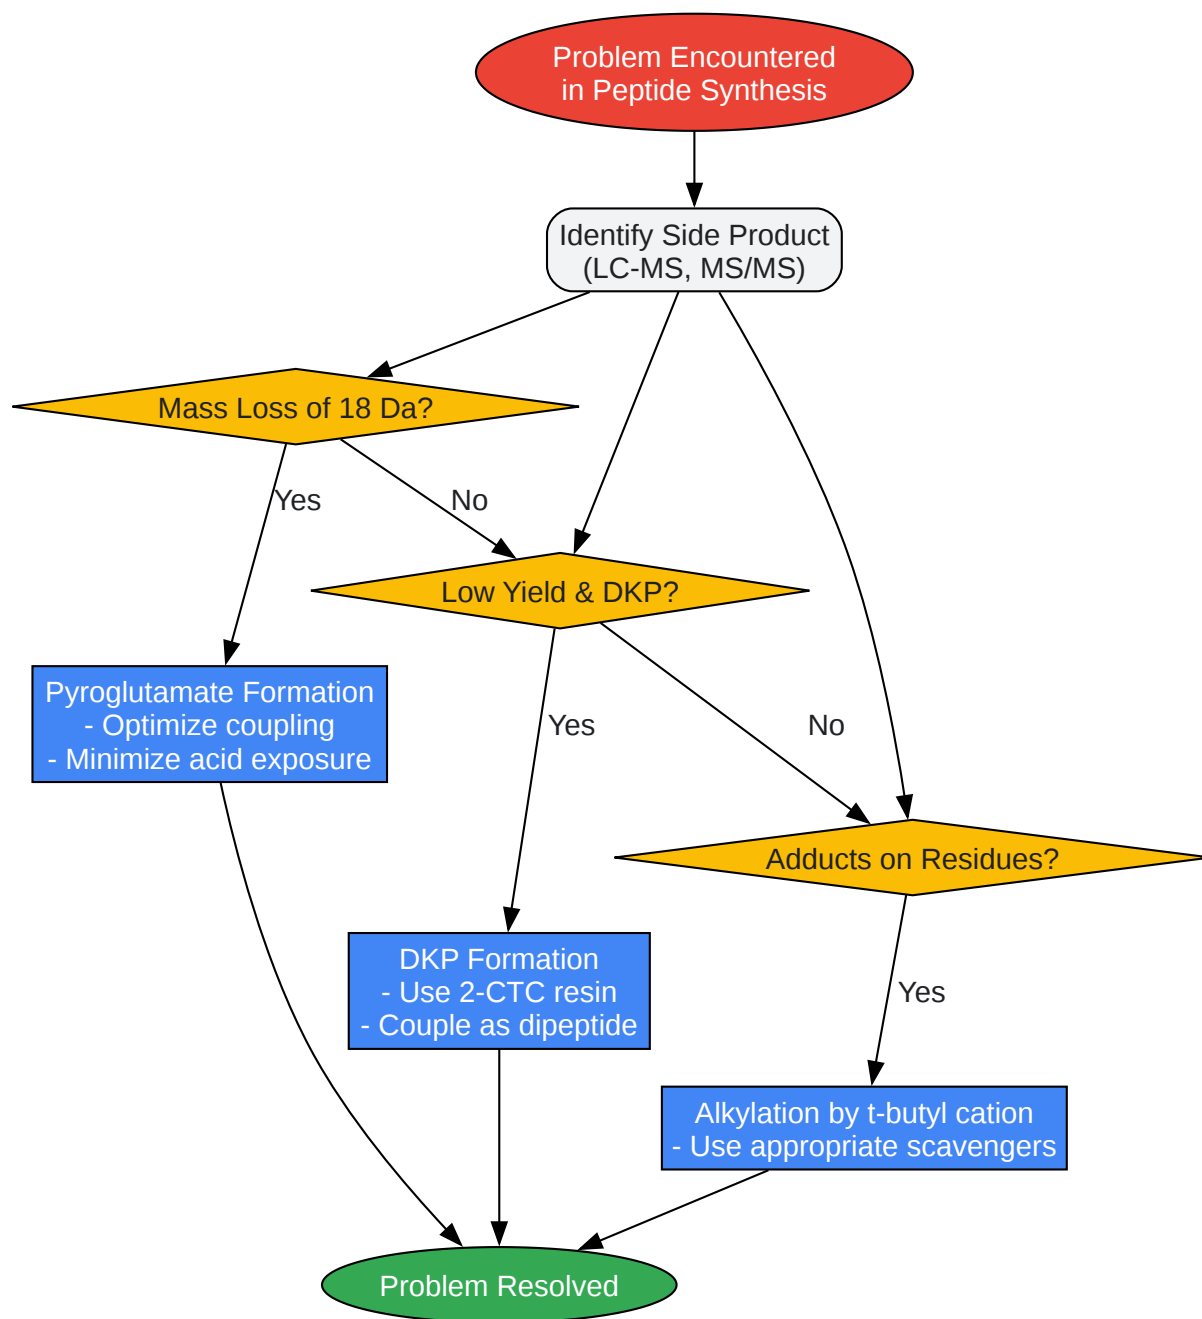 Problem Encountered
in Peptide Synthesis
Identify Side Product
(LC-MS, MS/MS)
Mass Loss of 18 Da?
Yes
No
Low Yield & DKP?
Pyroglutamate Formation
- Optimize coupling
- Minimize acid exposure
Yes
No
Adducts on Residues?
DKP Formation
- Use 2-CTC resin
- Couple as dipeptide
Yes
Alkylation by t-butyl cation
- Use appropriate scavengers
Problem Resolved